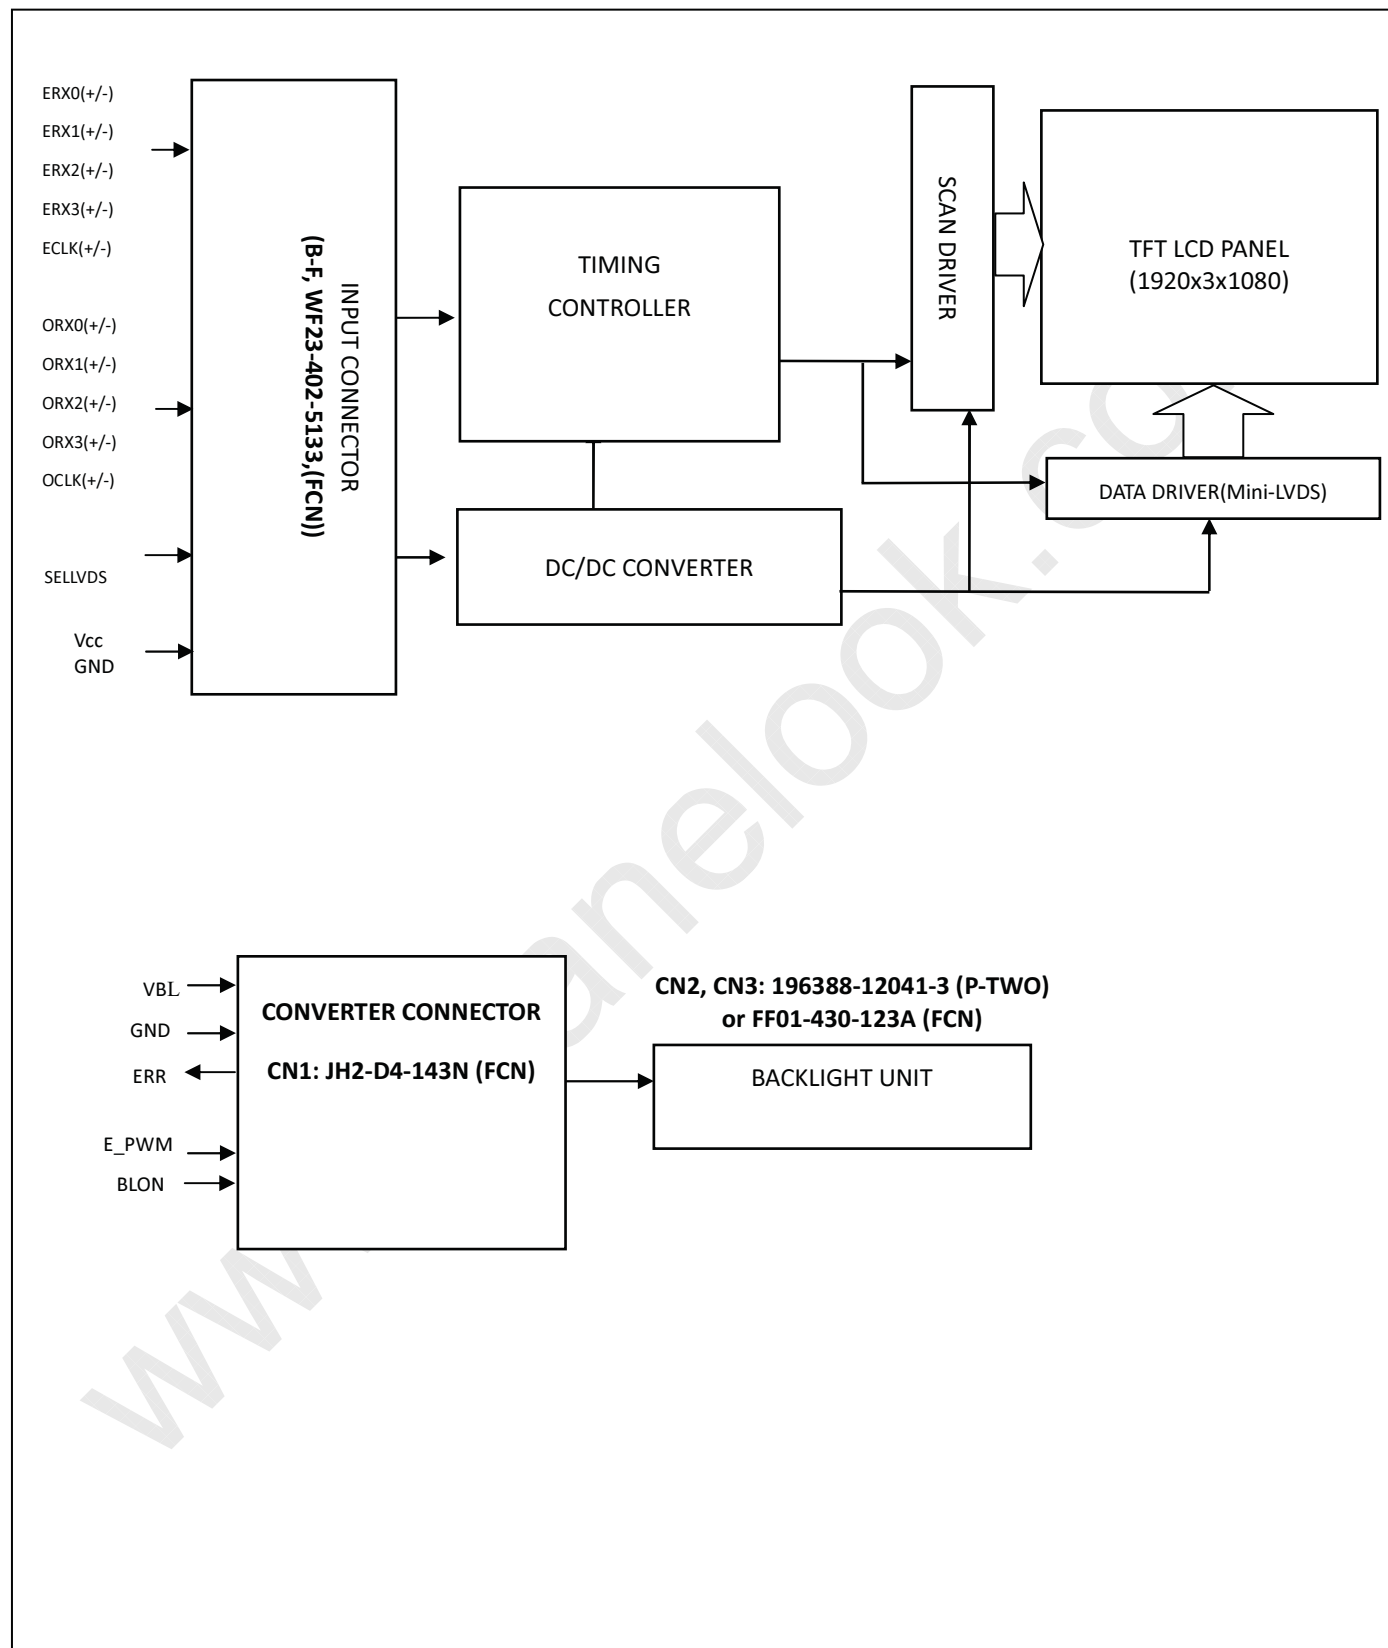 ERX0(+/-)
ERX1(+/-)
ERX2(+/-)
ERX3(+/-)
ECLK(+/-)
ORX0(+/-)
ORX1(+/-)
ORX2(+/-)
ORX3(+/-)
OCLK(+/-)
SELLVDS
Vcc
GND
INPUT CONNECTOR
(B-F, WF23-402-5133,(FCN))
TIMING
CONTROLLER
DC/DC CONVERTER
SCAN DRIVER
TFT LCD PANEL
(1920x3x1080)
DATA DRIVER(Mini-LVDS)
VBL
GND
ERR
E_PWM
BLON
CONVERTER CONNECTOR
CN1: JH2-D4-143N (FCN)
CN2, CN3: 196388-12041-3 (P-TWO)
or FF01-430-123A (FCN)
BACKLIGHT UNIT